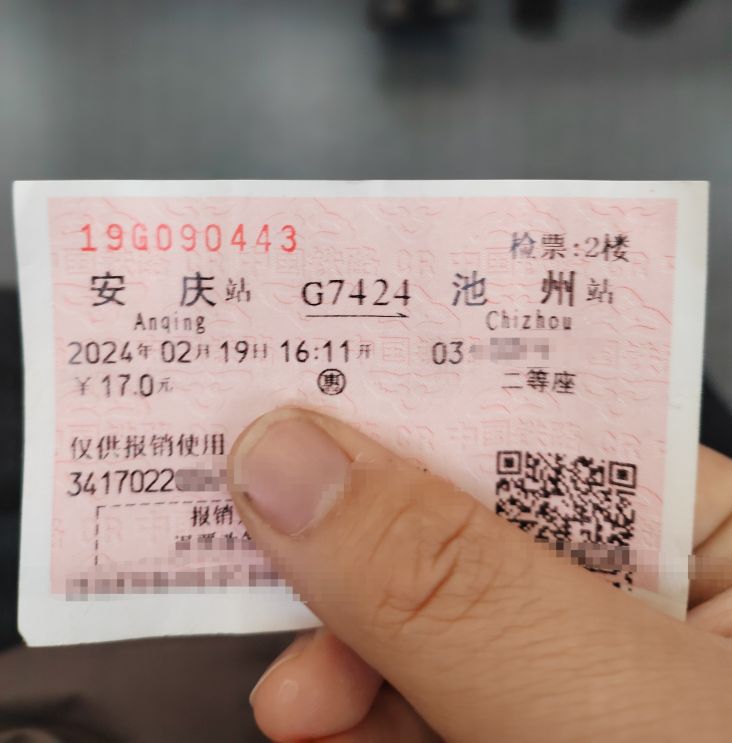 19G090443 检票:2楼
安庆站 G7424 池州站
Anqing Chizhou
2024年02月19日 16:11开 03
￥17.0元 惠 二等座
仅供报销使用
3417022
报销